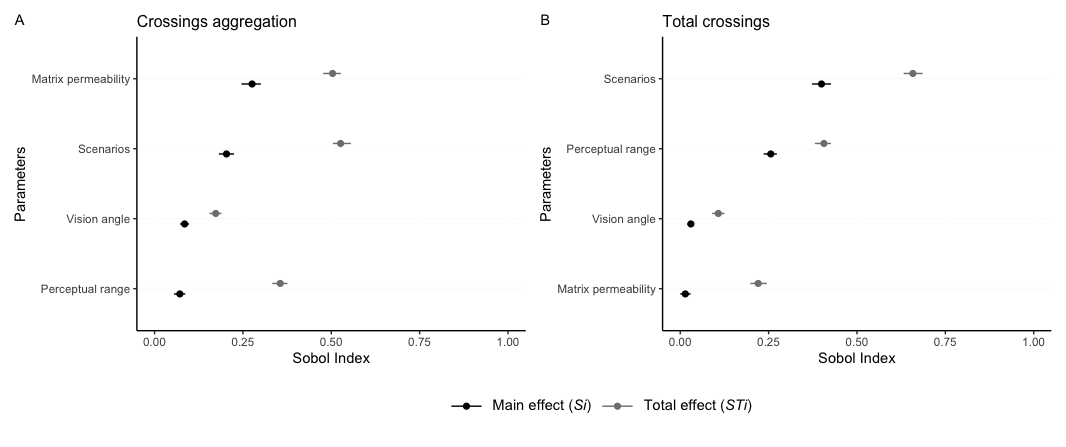 A
Crossings aggregation
Parameters
Matrix permeability
Scenarios
Vision angle
Perceptual range
0.00 0.25 0.50 0.75 1.00
Sobol Index
B
Total crossings
Parameters
Scenarios
Perceptual range
Vision angle
Matrix permeability
0.00 0.25 0.50 0.75 1.00
Sobol Index
Main effect (Si) Total effect (STi)